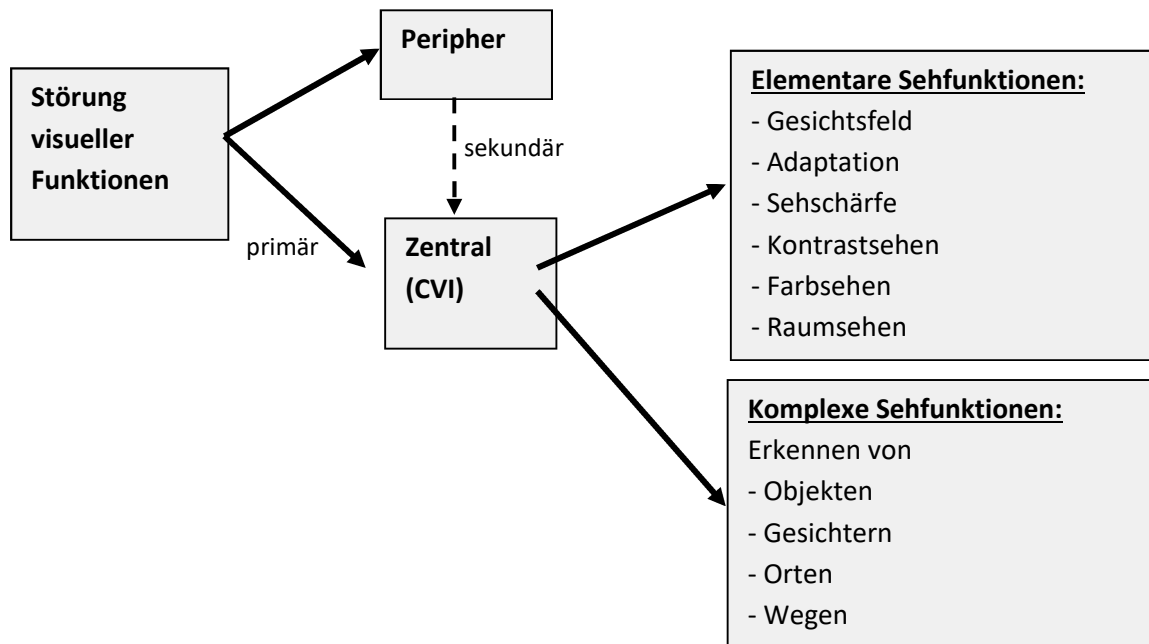 Störung
visueller
Funktionen
Peripher
sekundär
primär
Zentral
(CVI)
Elementare Sehfunktionen:
- Gesichtsfeld
- Adaptation
- Sehschärfe
- Kontrastsehen
- Farbsehen
- Raumsehen
Komplexe Sehfunktionen:
Erkennen von
- Objekten
- Gesichtern
- Orten
- Wegen